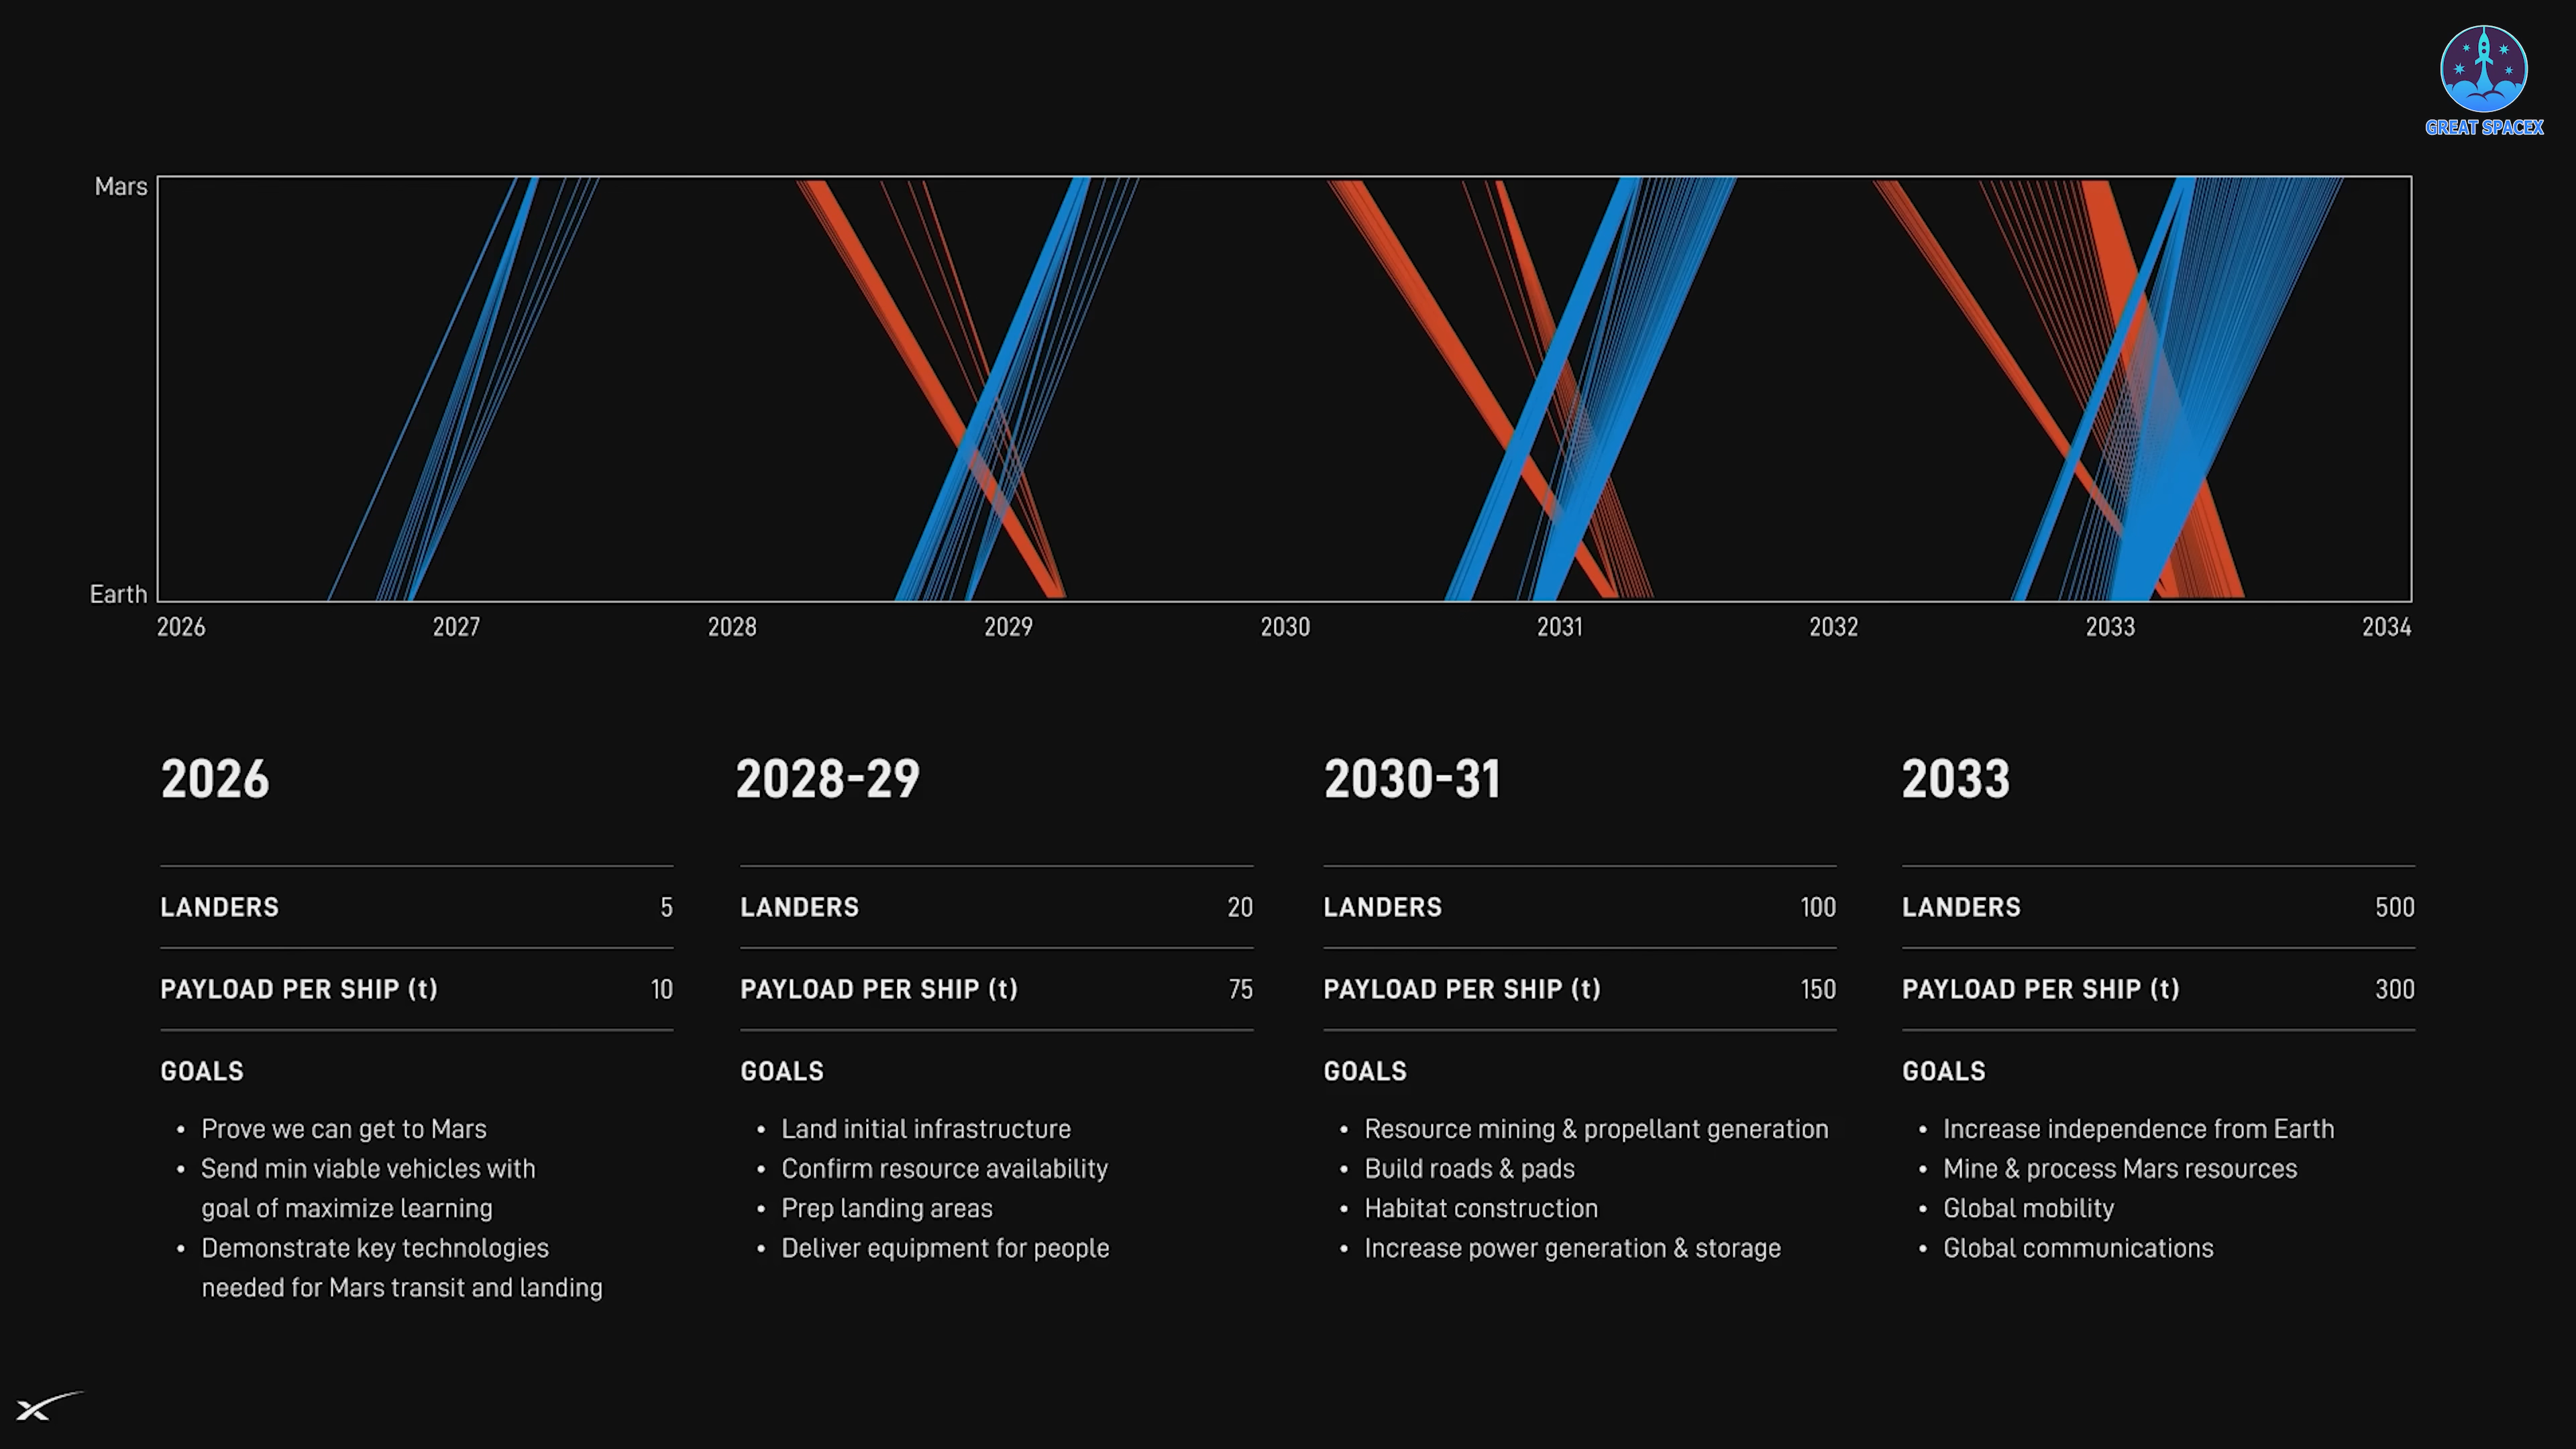 GREAT SPACEX
Mars
Earth
2026
2027
2028
2029
2030
2031
2032
2033
2034
2026
LANDERS 5
PAYLOAD PER SHIP (t) 10
GOALS
• Prove we can get to Mars
• Send min viable vehicles with
goal of maximize learning
• Demonstrate key technologies
needed for Mars transit and landing
2028-29
LANDERS 20
PAYLOAD PER SHIP (t) 75
GOALS
• Land initial infrastructure
• Confirm resource availability
• Prep landing areas
• Deliver equipment for people
2030-31
LANDERS 100
PAYLOAD PER SHIP (t) 150
GOALS
• Resource mining & propellant generation
• Build roads & pads
• Habitat construction
• Increase power generation & storage
2033
LANDERS 500
PAYLOAD PER SHIP (t) 300
GOALS
• Increase independence from Earth
• Mine & process Mars resources
• Global mobility
• Global communications